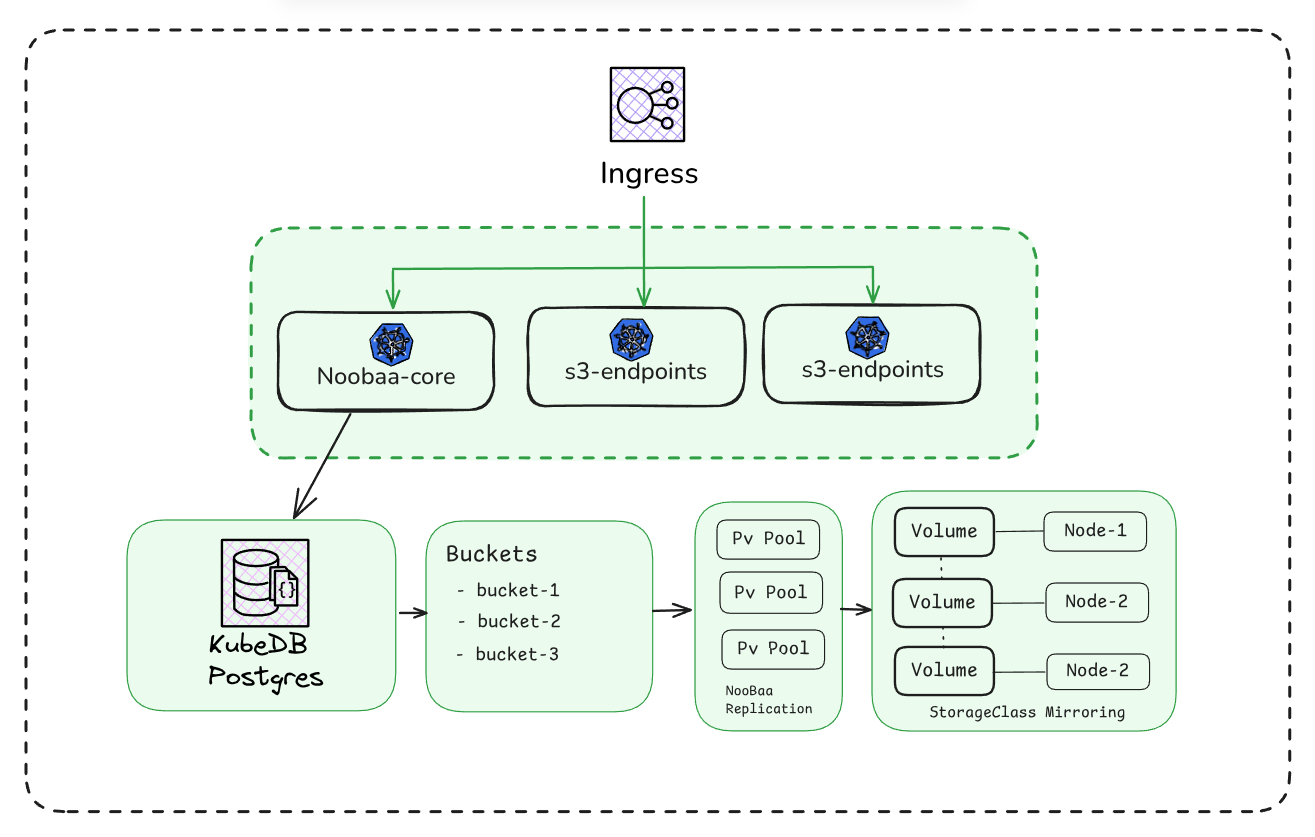 Ingress
Noobaa-core
s3-endpoints
s3-endpoints
KubeDB
Postgres
Buckets
- bucket-1
- bucket-2
- bucket-3
Pv Pool
Pv Pool
Pv Pool
NooBaa
Replication
Volume
Node-1
Volume
Node-2
Volume
Node-2
StorageClass Mirroring